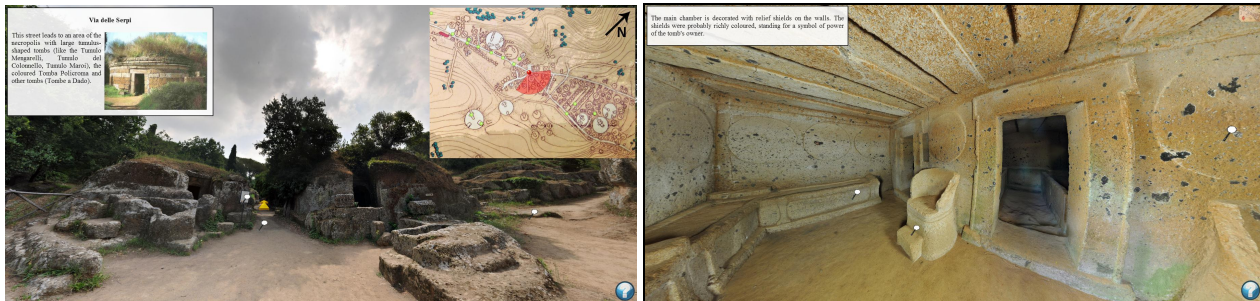 Via delle Serpi
This street leads to an area of the
necropolis with large tumulus-
shaped tombs (like the Tumulo
Mengarelli, Tumulo del
Colonnello, Tumulo Maroi), the
coloured Tomba Policroma and
other tombs (Tombe a Dado).
N
The main chamber is decorated with relief shields on the walls. The
shields were probably richly coloured, standing for a symbol of power
of the tomb's owner.
?
?